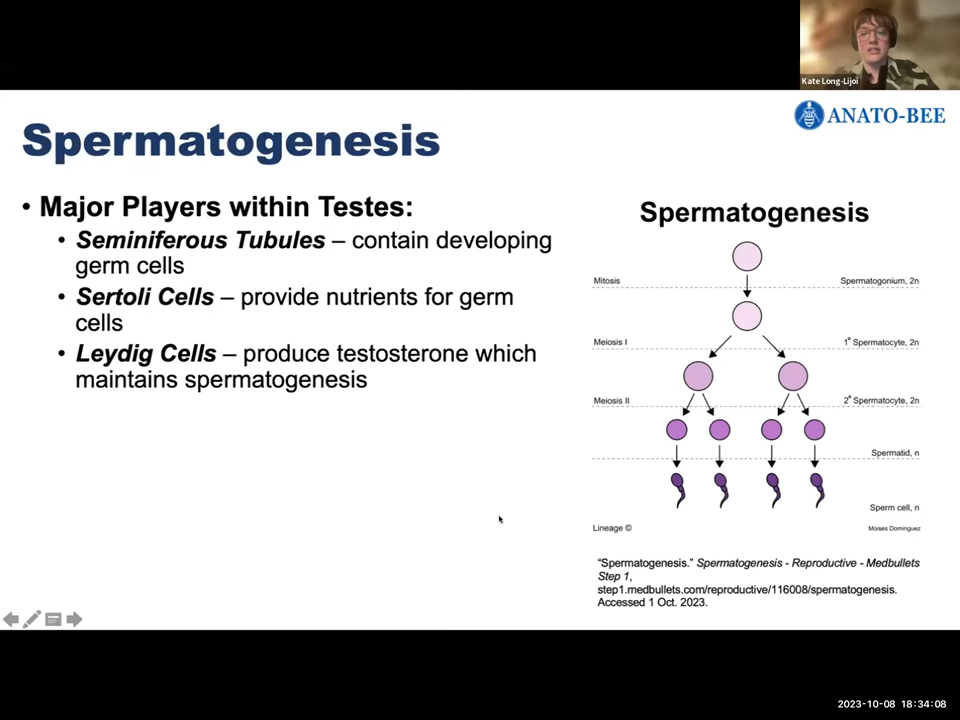 Kate Long-Lijoi
ANATO-BEE
Spermatogenesis
• Major Players within Testes:
• Seminiferous Tubules – contain developing
germ cells
• Sertoli Cells – provide nutrients for germ
cells
• Leydig Cells – produce testosterone which
maintains spermatogenesis
Spermatogenesis
Mitosis
Spermatogonium, 2n
Meiosis I
1° Spermatocyte, 2n
Meiosis II
2° Spermatocyte, 2n
Spermatid, n
Sperm cell, n
Lineage ©
Moises Dominguez
"Spermatogenesis." Spermatogenesis - Reproductive - Medbullets
Step 1,
step1.medbullets.com/reproductive/116008/spermatogenesis.
Accessed 1 Oct. 2023.
2023-10-08 18:34:08